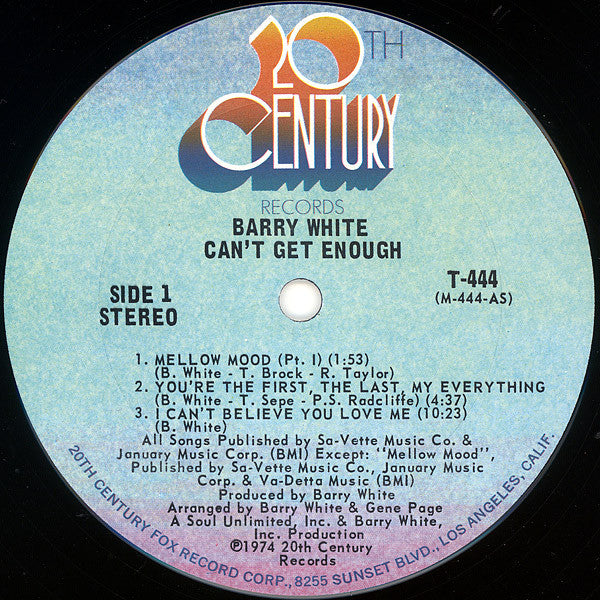 20TH
CENTURY
RECORDS
BARRY WHITE
CAN'T GET ENOUGH
SIDE 1
STEREO
T-444
(M-444-AS)
1. MELLOW MOOD (Pt. I) (1:53)
(B. White - T. Brock - R. Taylor)
2. YOU'RE THE FIRST, THE LAST, MY EVERYTHING
(B. White - T. Sepe - P.S. Radcliffe) (4:37)
3. I CAN'T BELIEVE YOU LOVE ME (10:23)
(B. White)
All Songs Published by Sa-Vette Music Co. &
January Music Corp. (BMI) Except: "Mellow Mood",
Published by Sa-Vette Music Co., January Music
Corp. & Va-Detta Music (BMI)
Produced by Barry White
Arranged by Barry White & Gene Page
A Soul Unlimited, Inc. & Barry White,
Inc. Production
℗1974 20th Century
Records
20TH CENTURY FOX RECORD CORP., 8255 SUNSET BLVD., LOS ANGELES, CALIF.